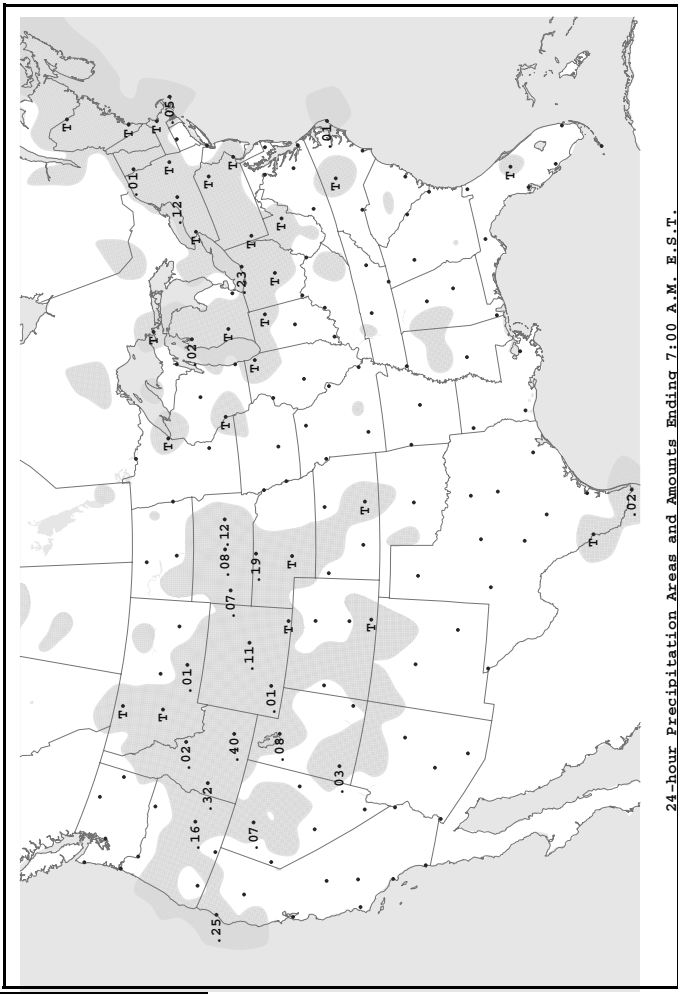 T
T
T
.01
T
T
T
T
.05
T
.12
.02
.01
.02
.16
T
.32
T
.25
.08 .12
T
T
.07
T
.40
.23
.11
T
.07
T
.19
T
.01
T
.08
T
T
T
.01
T
.03
T
T
T
T
.02
24-hour Precipitation Areas and Amounts Ending 7:00 A.M. E.S.T.